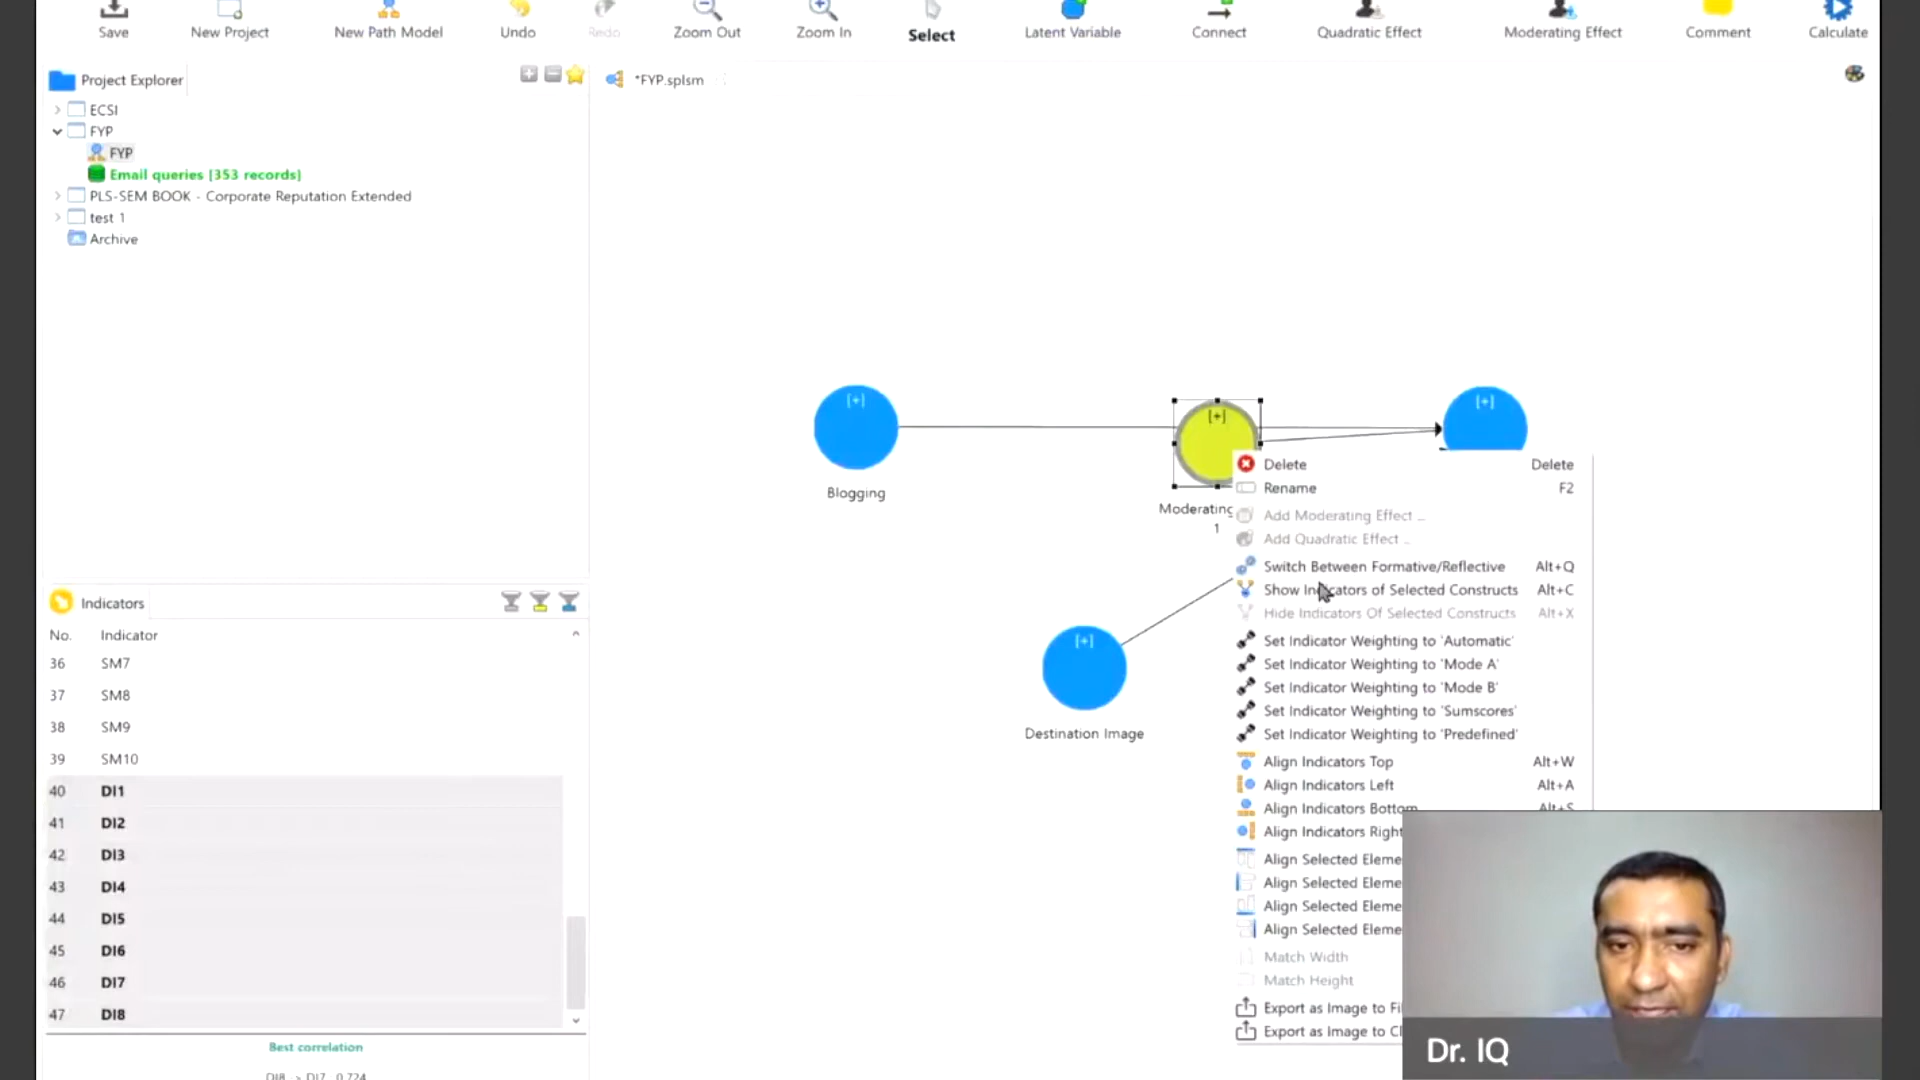 Save
New Project
New Path Model
Undo
Redo
Zoom Out
Zoom In
Select
Latent Variable
Connect
Quadratic Effect
Moderating Effect
Comment
Calculate
Project Explorer
ECSI
FYP
FYP
Email queries [353 records]
PLS-SEM BOOK - Corporate Reputation Extended
test 1
Archive
*FYP.splsm
[+]
Blogging
[+]
Moderating
1
[+]
[+]
Destination Image
Delete Delete
Rename F2
Add Moderating Effect ...
Add Quadratic Effect ...
Switch Between Formative/Reflective Alt+Q
Show Indicators of Selected Constructs Alt+C
Hide Indicators Of Selected Constructs Alt+X
Set Indicator Weighting to 'Automatic'
Set Indicator Weighting to 'Mode A'
Set Indicator Weighting to 'Mode B'
Set Indicator Weighting to 'Sumscores'
Set Indicator Weighting to 'Predefined'
Align Indicators Top Alt+W
Align Indicators Left Alt+A
Align Indicators Bottom Alt+S
Align Indicators Right
Align Selected Eleme
Align Selected Eleme
Align Selected Eleme
Align Selected Eleme
Match Width
Match Height
Export as Image to Fi
Export as Image to Cl
Indicators
No. Indicator
36 SM7
37 SM8
38 SM9
39 SM10
40 DI1
41 DI2
42 DI3
43 DI4
44 DI5
45 DI6
46 DI7
47 DI8
Best correlation
DI8 -> DI7 0.724
Dr. IQ